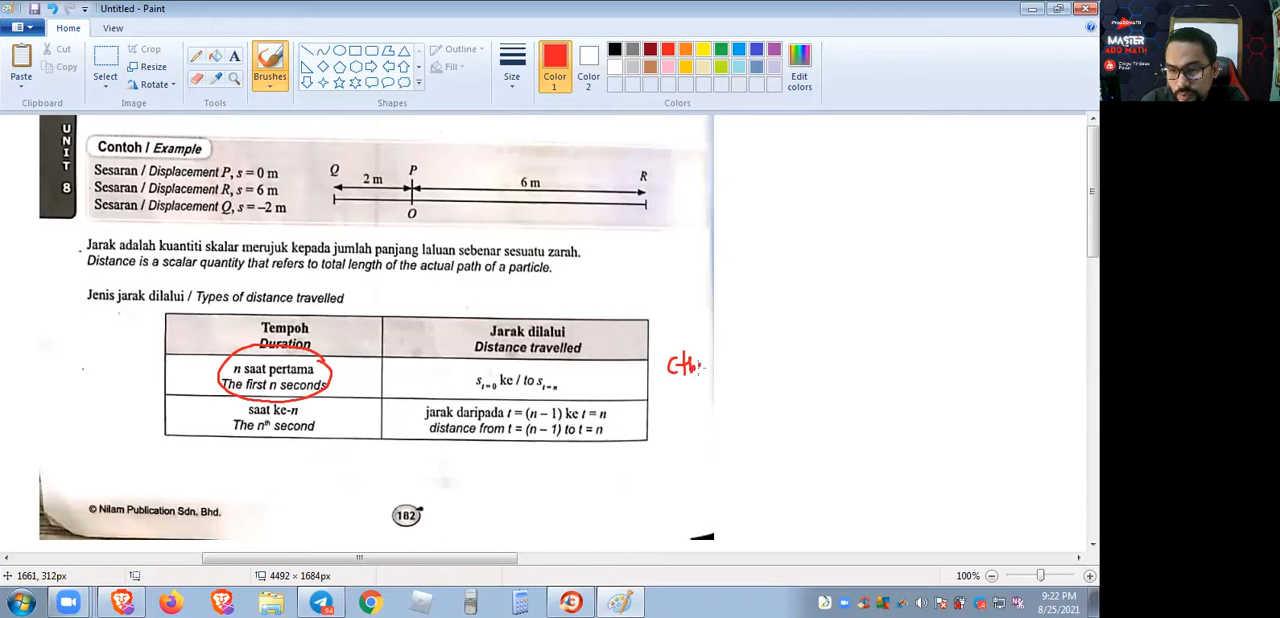 Untitled - Paint
Home View
Paste
Cut
Copy
Clipboard
Select
Crop
Resize
Rotate
Image
A
Tools
Brushes
Outline
Fill
Shapes
Size
Color 1
Color 2
Edit colors
Colors
MASTER
ADD MATH
UNIT 8
Contoh / Example
Sesaran / Displacement P, s = 0 m
Sesaran / Displacement R, s = 6 m
Sesaran / Displacement Q, s = –2 m
Q P R
2 m 6 m
O
Jarak adalah kuantiti skalar merujuk kepada jumlah panjang laluan sebenar sesuatu zarah.
Distance is a scalar quantity that refers to total length of the actual path of a particle.
Jenis jarak dilalui / Types of distance travelled
Tempoh
Duration
Jarak dilalui
Distance travelled
n saat pertama
The first n seconds
s t = 0 ke / to s t = n
saat ke-n
The nth second
jarak daripada t = (n – 1) ke t = n
distance from t = (n – 1) to t = n
© Nilam Publication Sdn. Bhd.
182
1661, 312px
4492 × 1684px
100%
9:22 PM
8/25/2021